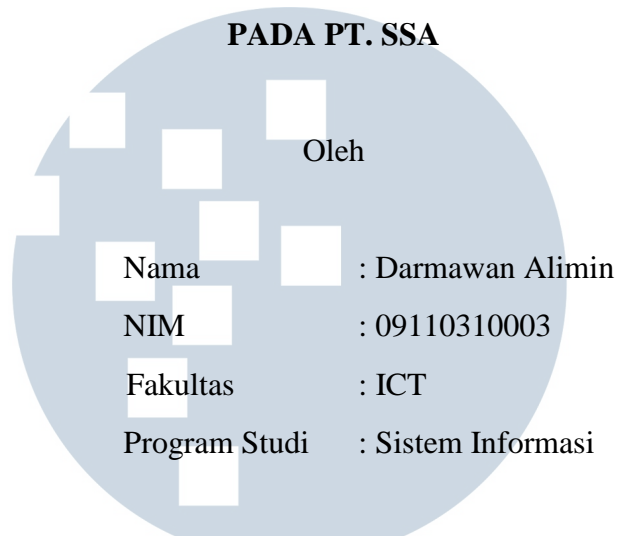 PADA PT. SSA
Oleh
Nama : Darmawan Alimin
NIM : 09110310003
Fakultas : ICT
Program Studi : Sistem Informasi